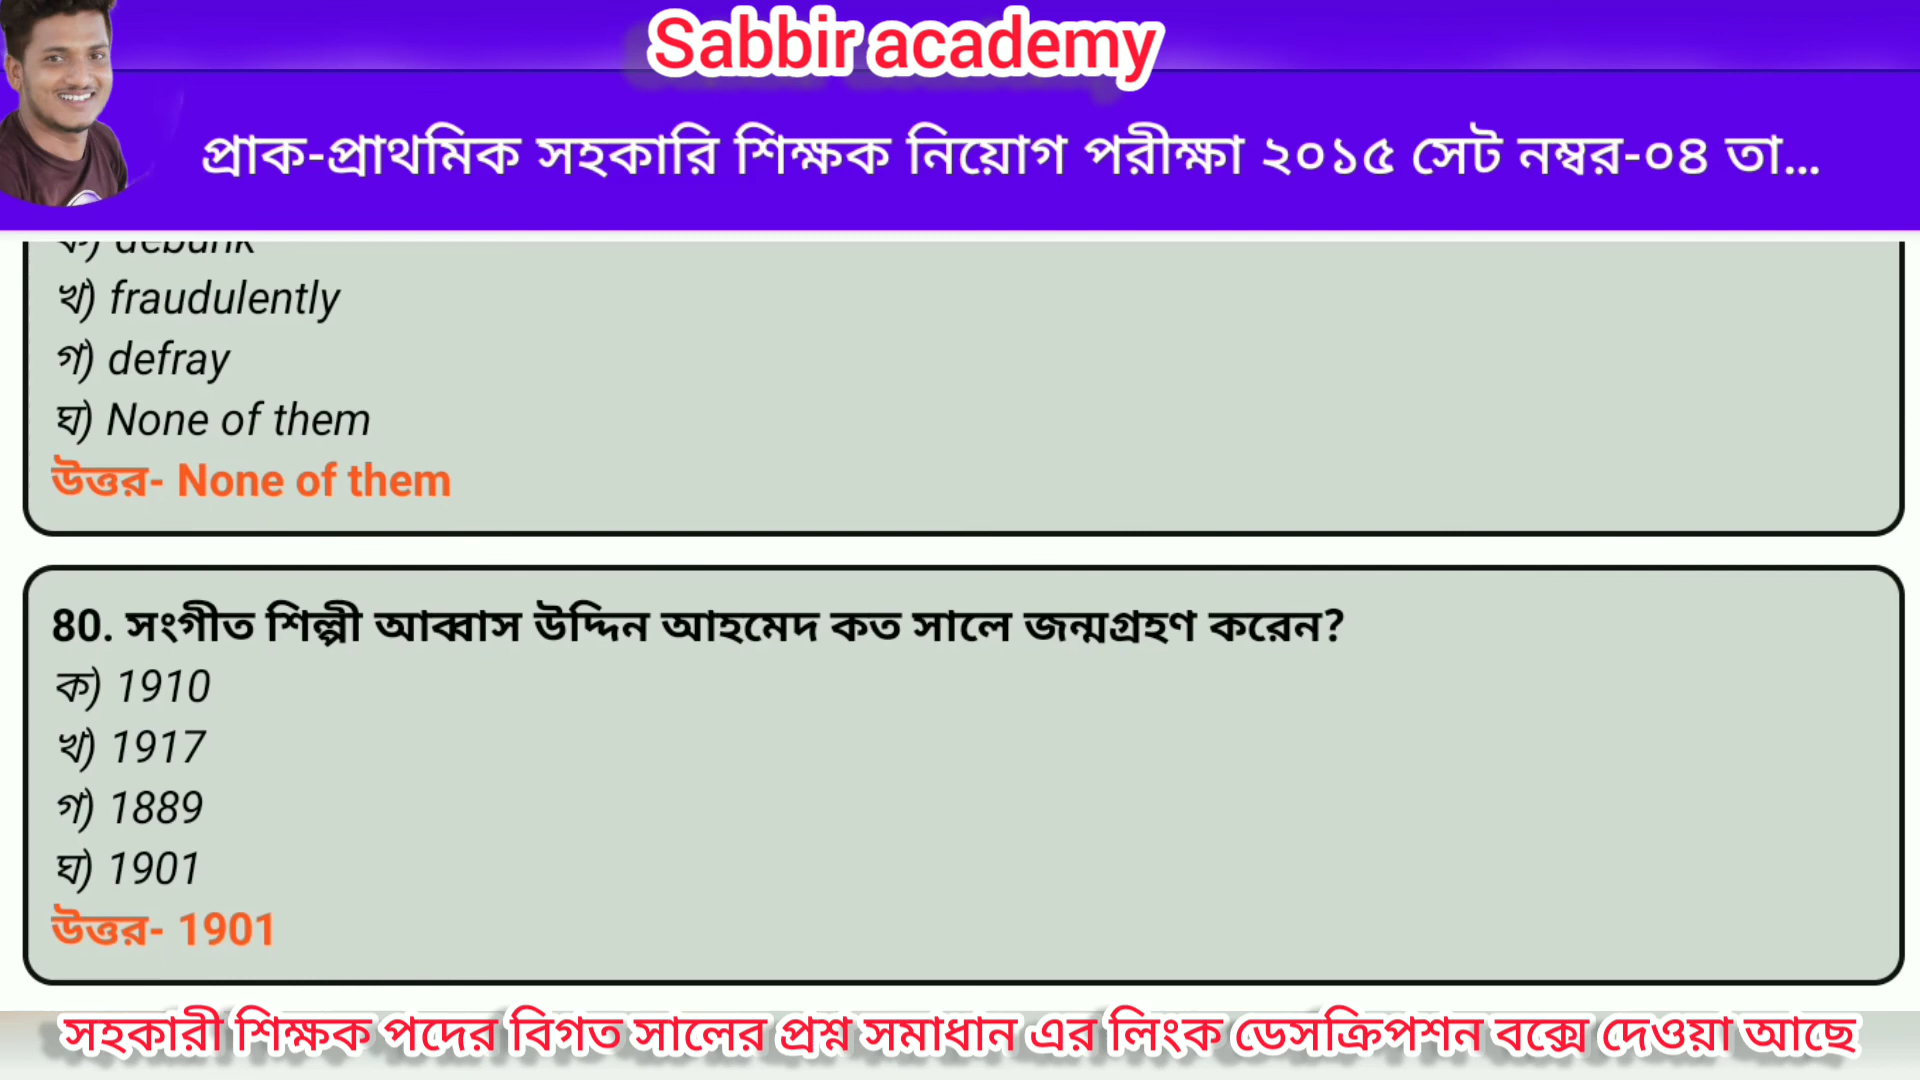 Sabbir academy
প্রাক-প্রাথমিক সহকারি শিক্ষক নিয়োগ পরীক্ষা ২০১৫ সেট নম্বর-০৪ তা...
ক) debunk
খ) fraudulently
গ) defray
ঘ) None of them
উত্তর- None of them
80. সংগীত শিল্পী আব্বাস উদ্দিন আহমেদ কত সালে জন্মগ্রহণ করেন?
ক) 1910
খ) 1917
গ) 1889
ঘ) 1901
উত্তর- 1901
সহকারী শিক্ষক পদের বিগত সালের প্রশ্ন সমাধান এর লিংক ডেসক্রিপশন বক্সে দেওয়া আছে